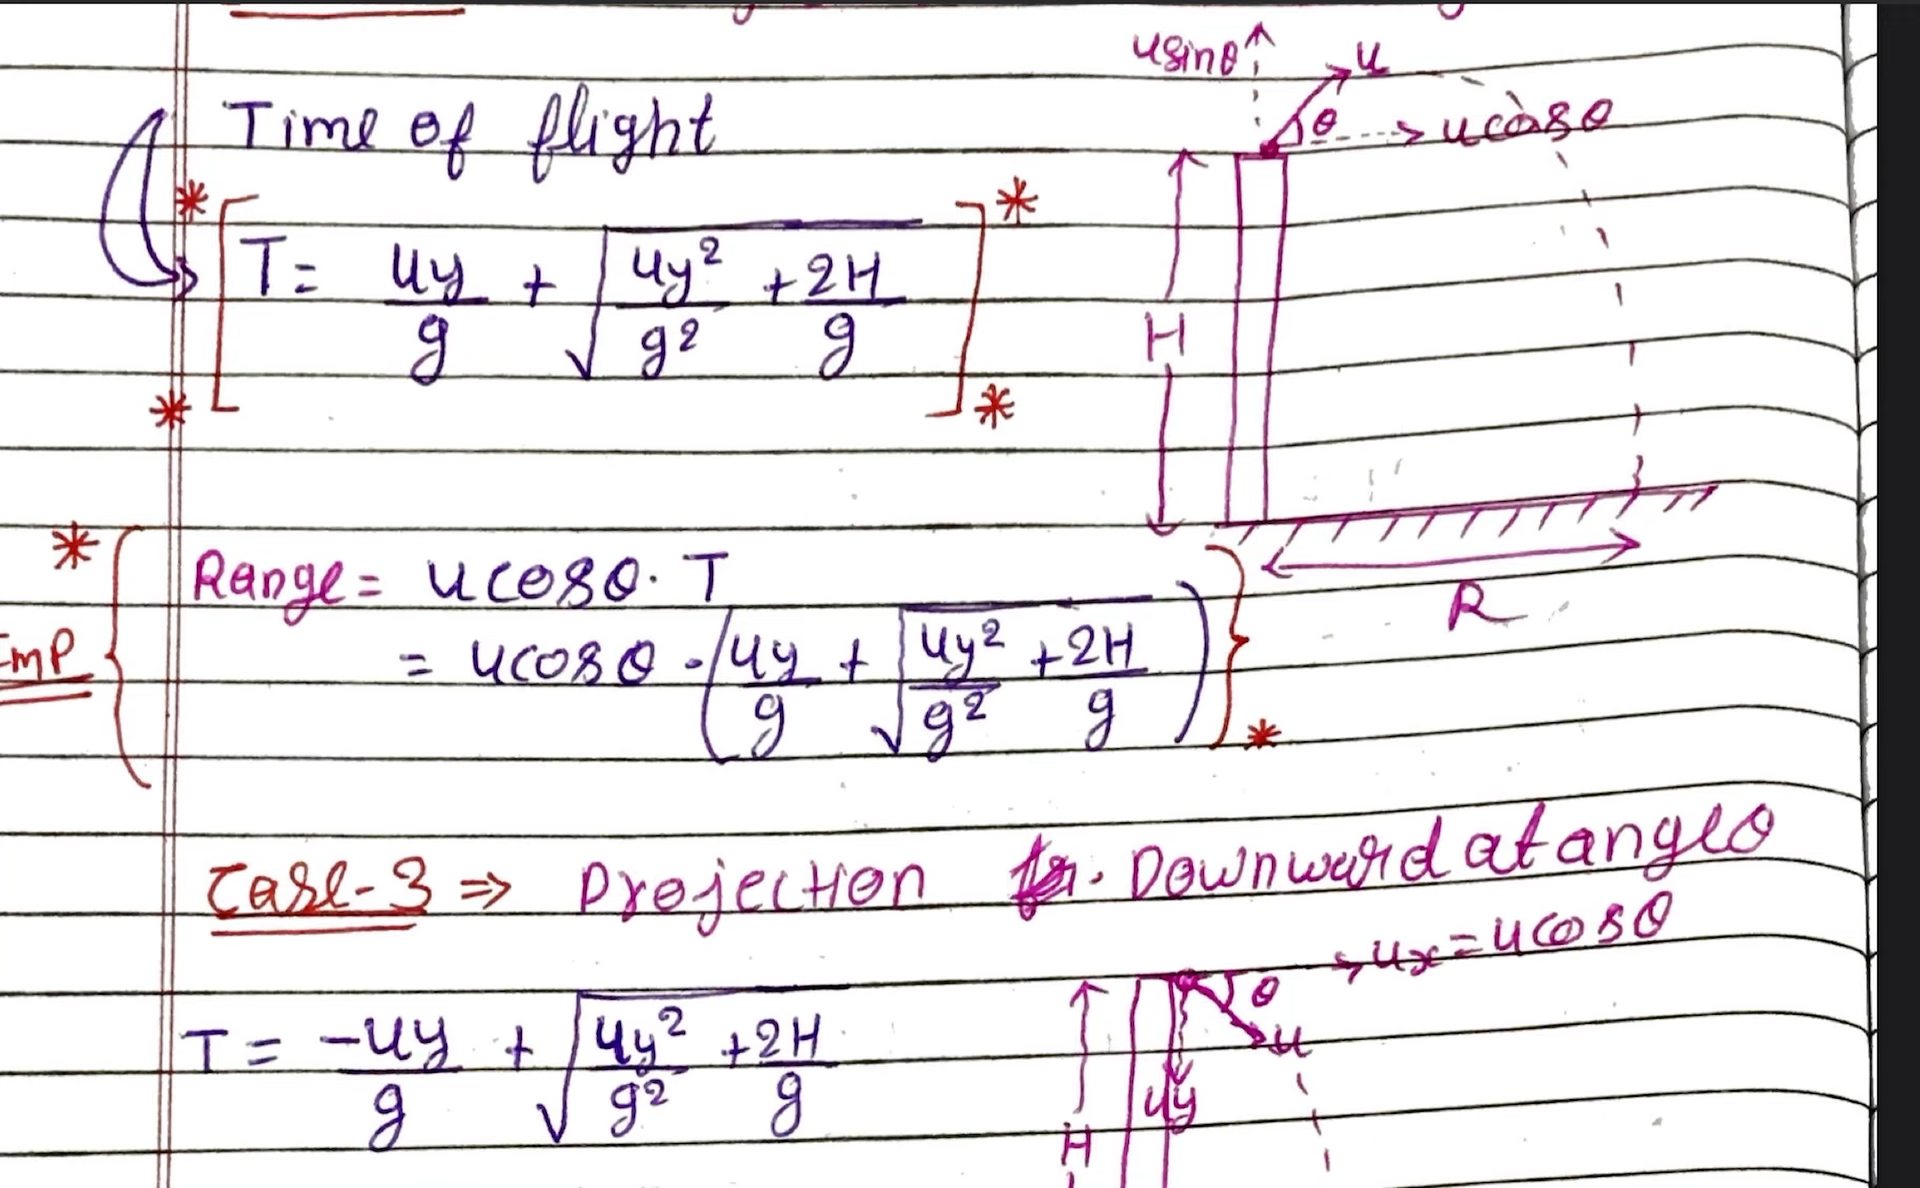 usinθ
u
θ
ucosθ
Time of flight
* *
T = uy/g + √(uy²/g² + 2H/g)
* *
H
*
Range = ucosθ. T
R
Imp
= ucosθ . (uy/g + √(uy²/g² + 2H/g))
*
Case-3 ⇒ Projection . Downward at angle θ
ux = ucosθ
θ
u
T = -uy/g + √(uy²/g² + 2H/g)
uy
H